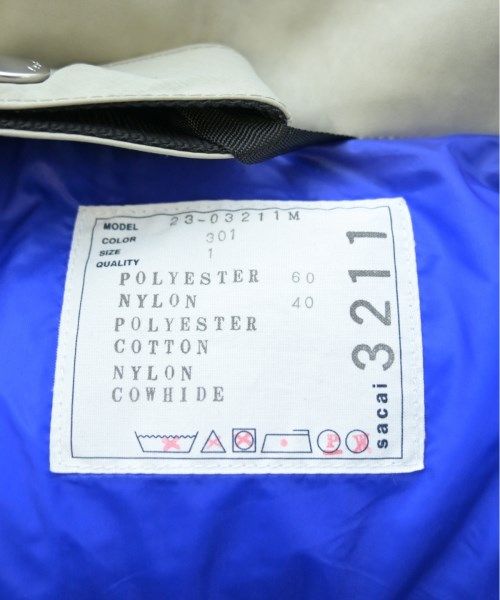 MODEL 23-03211M
COLOR 301
SIZE 1
QUALITY
POLYESTER 60
NYLON 40
POLYESTER
COTTON
NYLON
COWHIDE
P W
sacai 3211